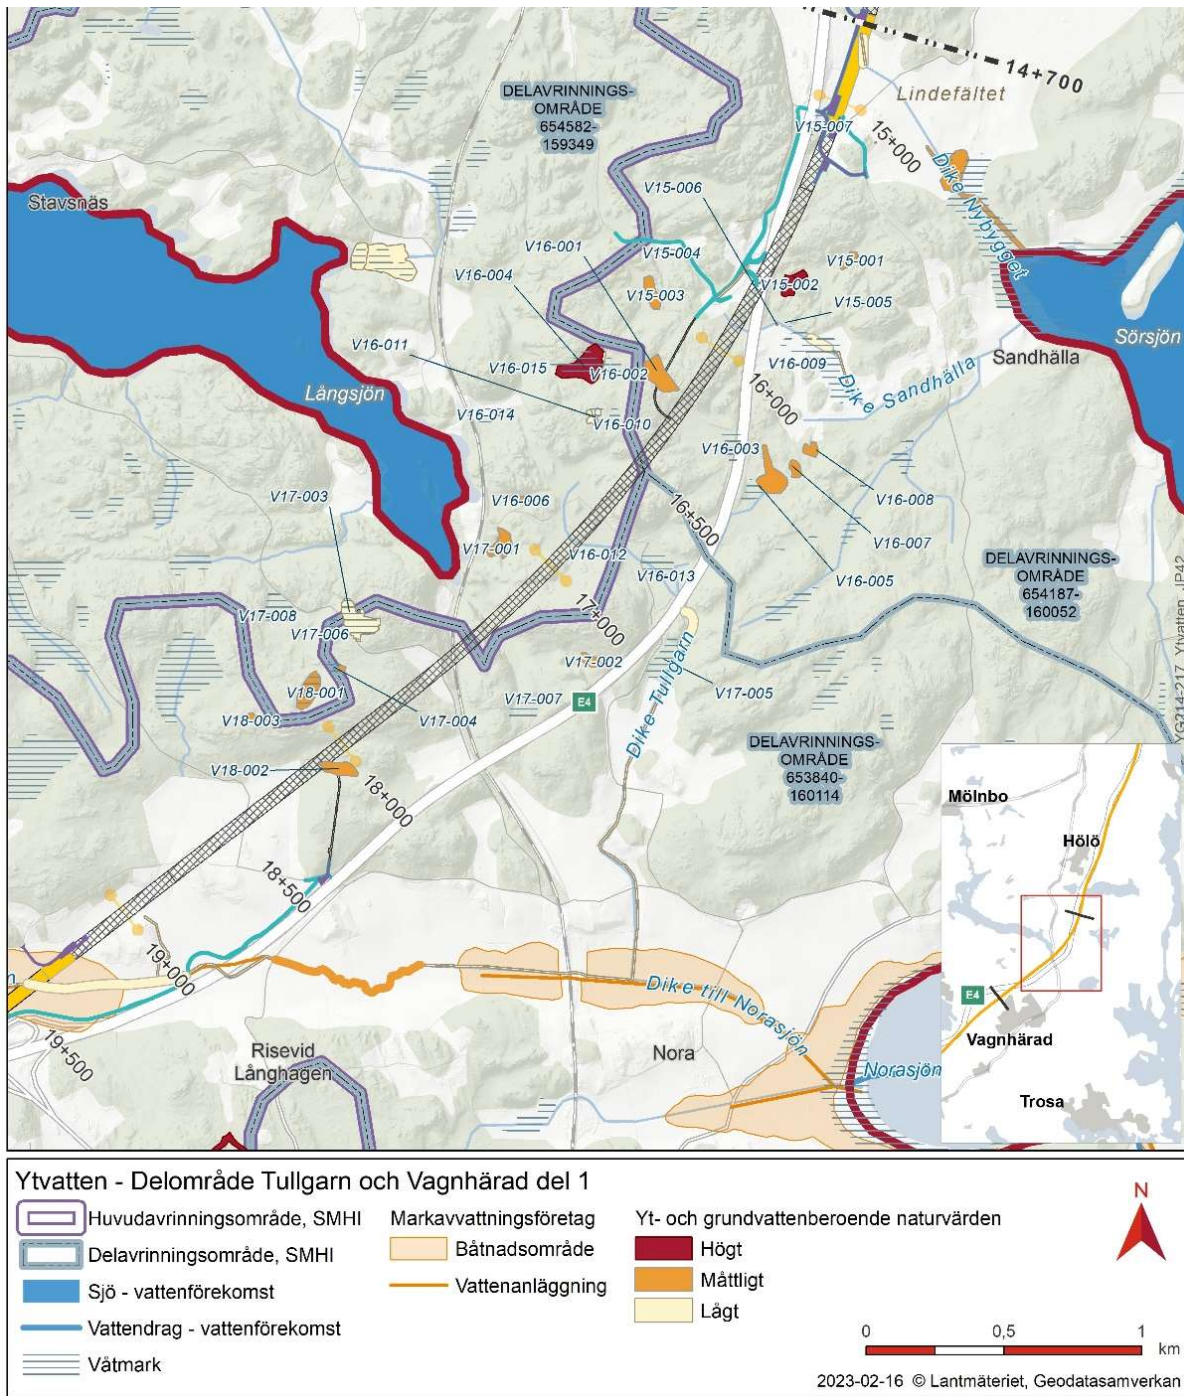 14+700
Lindefältet
DELAVRINNINGS-
OMRÅDE
654582-
159349
V15-007
15+000
Dike Nybygget
Stavsnäs
V15-006
V16-001
V15-004
V15-001
V16-004
V15-003
V15-002
V15-005
Sörsjön
V16-011
V16-015
V16-002
V16-009
Sandhälla
Dike Sandhälla
Långsjön
16+000
V16-014
V16-010
V16-003
V17-003
V16-006
16+500
V16-008
V17-001
V16-012
V16-007
DELAVRINNINGS-
OMRÅDE
654187-
160052
V16-013
V16-005
17+000
V17-008
V17-006
V17-002
Dike Tullgarn
V18-001
V17-007
E4
V17-005
V18-003
V17-004
DELAVRINNINGS-
OMRÅDE
653840-
160114
V18-002
18+000
YG214-217_Ytvatten_JP42
Mölnbo
Hölö
18+500
19+000
Dike till Norasjön
E4
19+500
Vagnhärad
Risevid
Långhagen
Nora
Norasjön
Trosa
Ytvatten - Delområde Tullgarn och Vagnhärad del 1
Huvudavrinningsområde, SMHI
Delavrinningsområde, SMHI
Sjö - vattenförekomst
Vattendrag - vattenförekomst
Våtmark
Markavvattningsföretag
Båtnadsområde
Vattenanläggning
Yt- och grundvattenberoende naturvärden
Högt
Måttligt
Lågt
N
0 0,5 1
km
2023-02-16 © Lantmäteriet, Geodatasamverkan